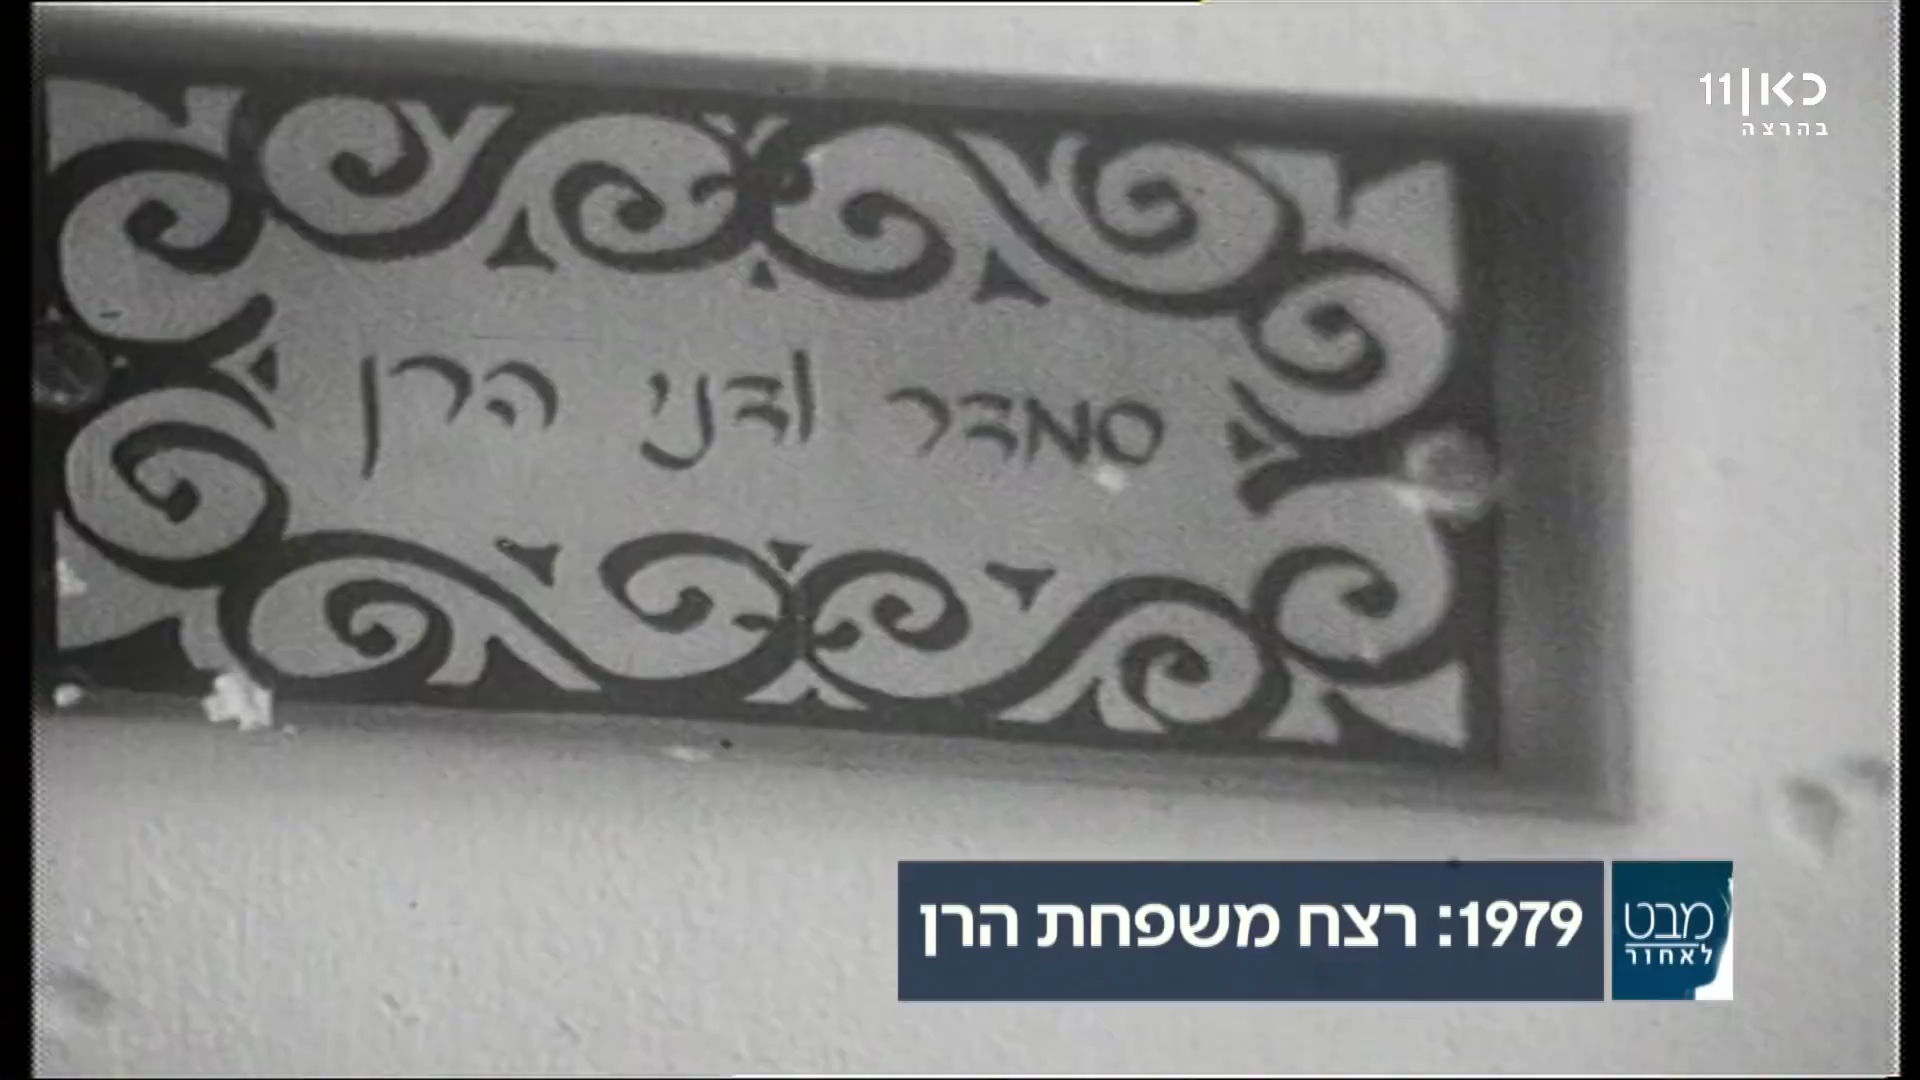 כאן 11
בהרצה
סמדר ודני הרן
1979: רצח משפחת הרן
מבט
לאחור